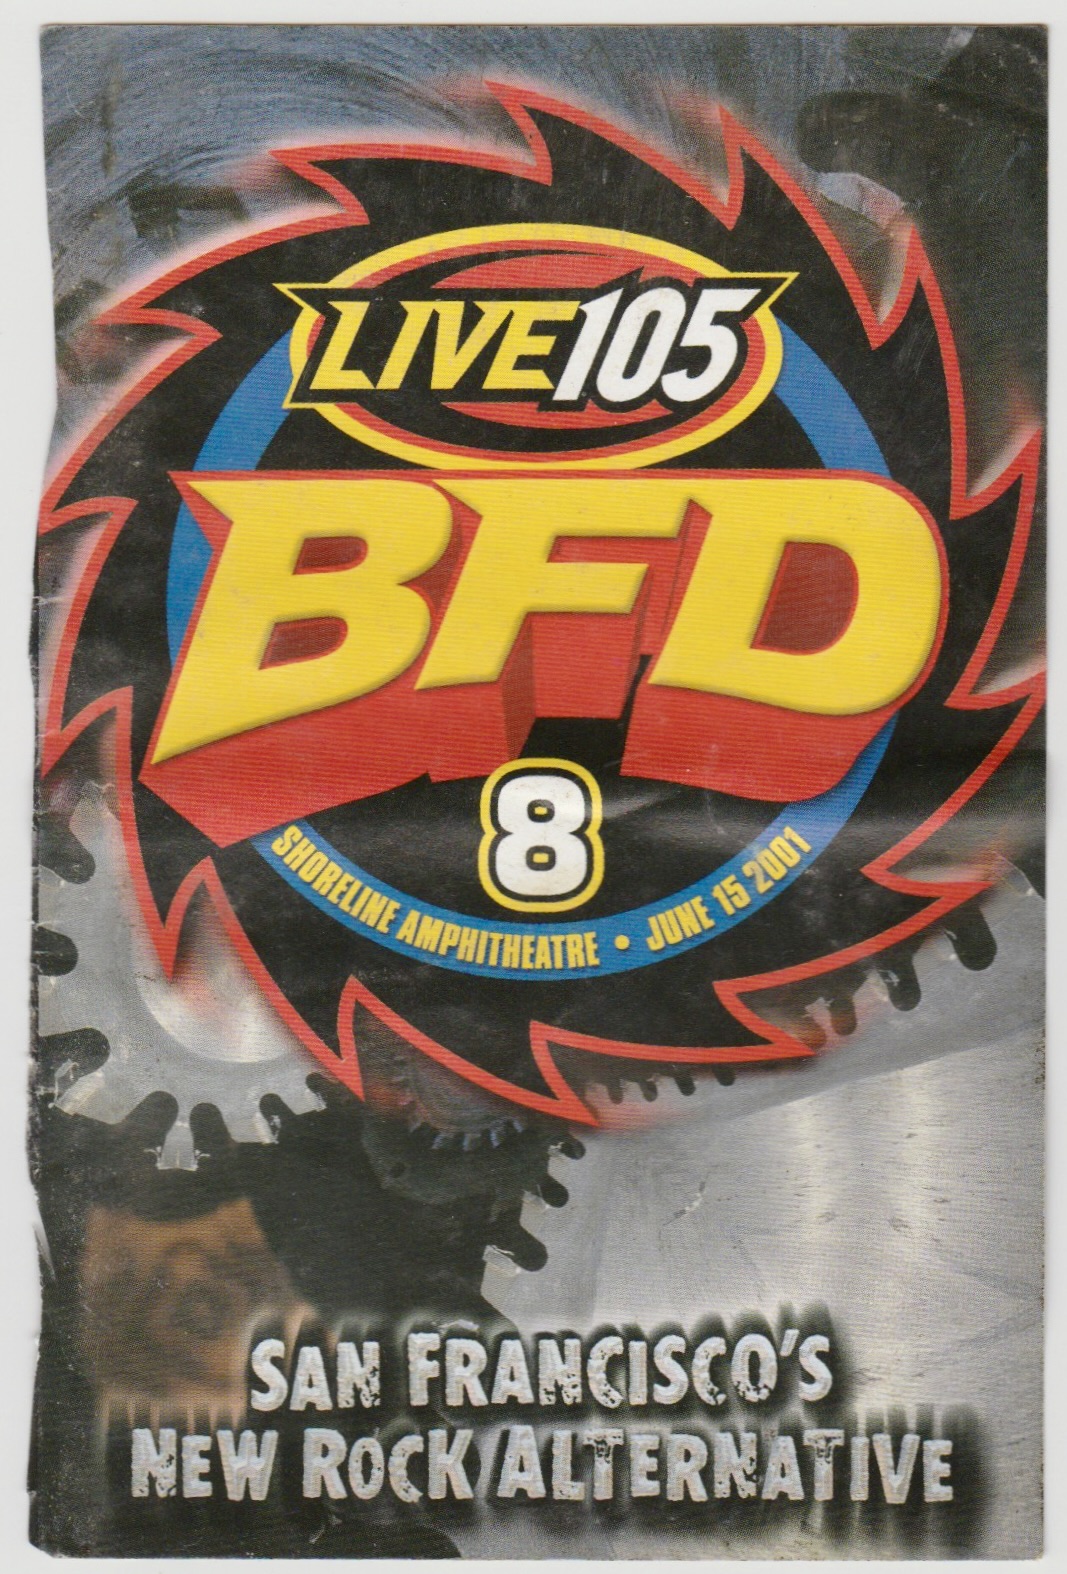 LIVE105
BFD
8
SHORELINE AMPHITHEATRE • JUNE 15 2001
SAN FRANCISCO'S
NEW ROCK ALTERNATIVE